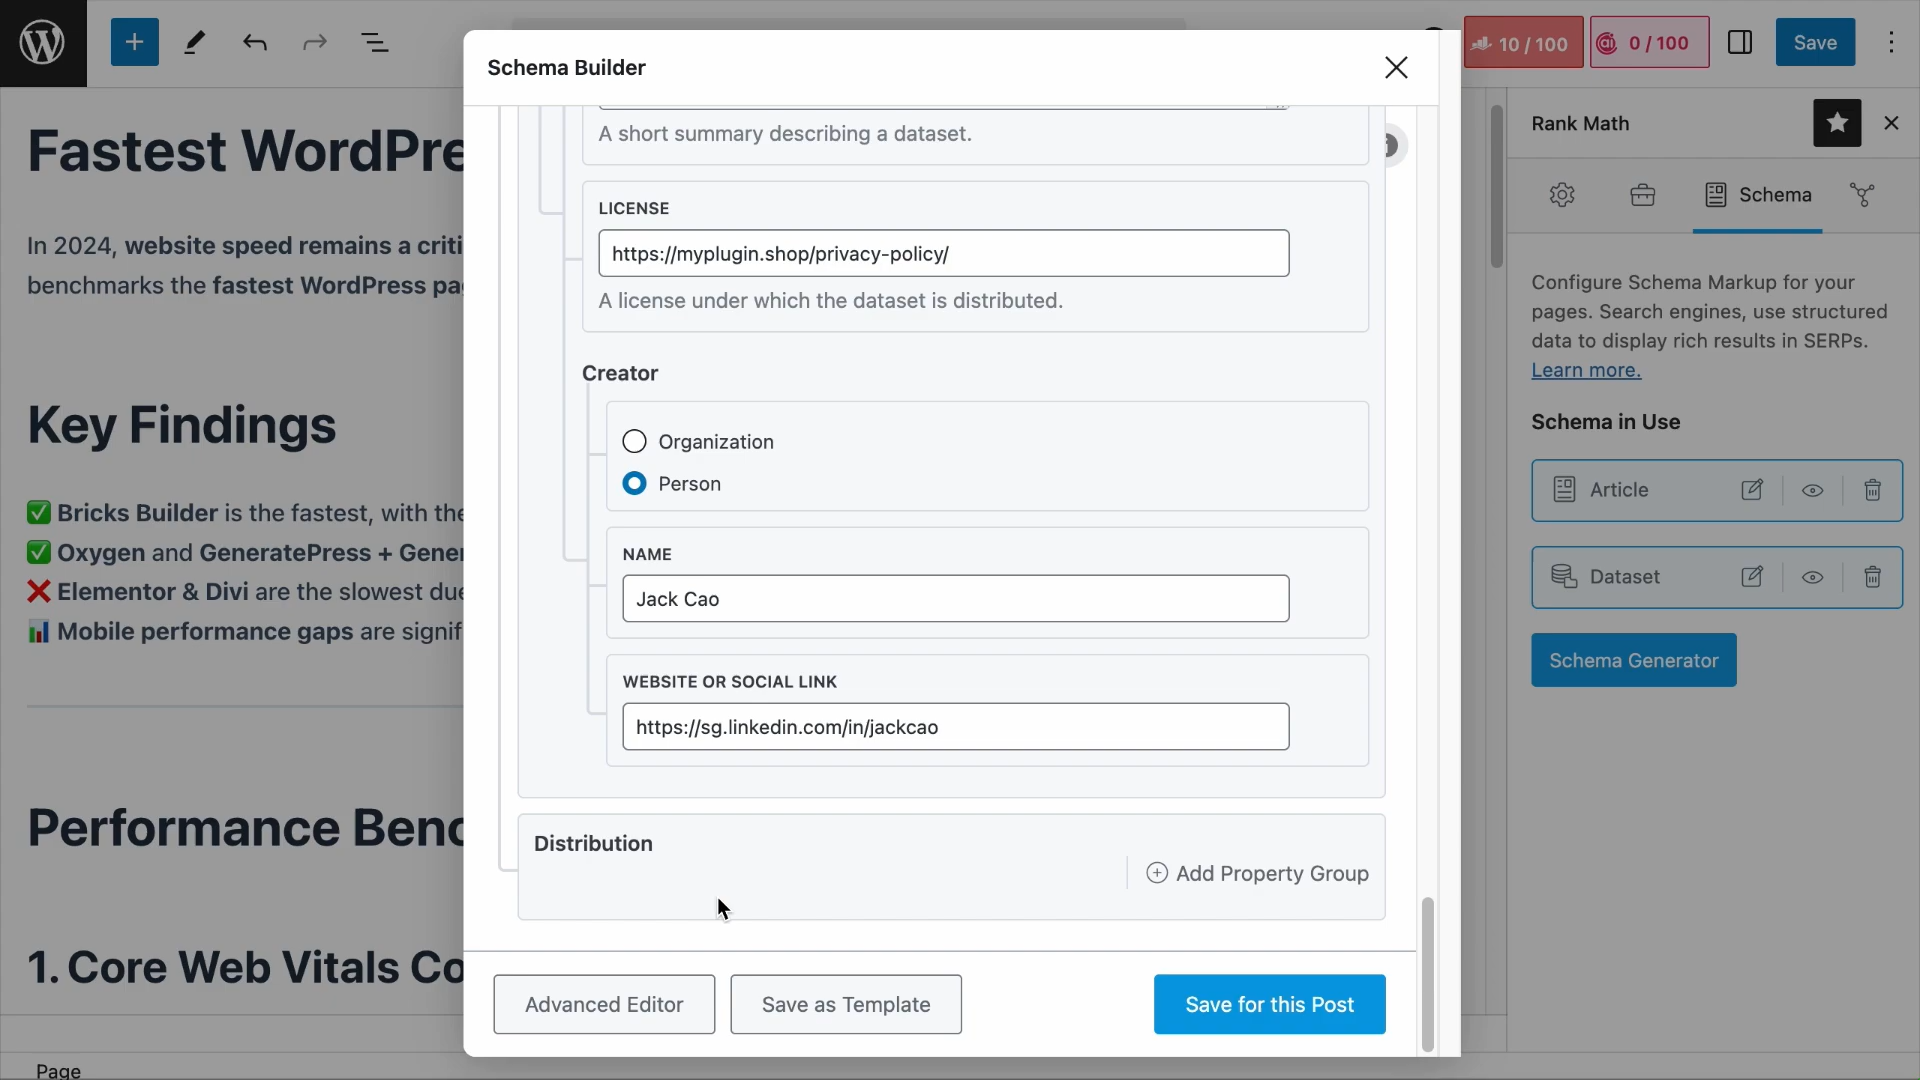 10 / 100
0 / 100
Save
Schema Builder
Rank Math
Fastest WordPre
A short summary describing a dataset.
Schema
LICENSE
In 2024, website speed remains a criti
https://myplugin.shop/privacy-policy/
benchmarks the fastest WordPress pa
A license under which the dataset is distributed.
Configure Schema Markup for your
pages. Search engines, use structured
data to display rich results in SERPs.
Learn more.
Creator
Key Findings
Schema in Use
Organization
Person
Article
Bricks Builder is the fastest, with the
Oxygen and GeneratePress + Gener
NAME
Dataset
Elementor & Divi are the slowest due
Jack Cao
Mobile performance gaps are signif
Schema Generator
WEBSITE OR SOCIAL LINK
https://sg.linkedin.com/in/jackcao
Performance Benc
Distribution
Add Property Group
1. Core Web Vitals Co
Advanced Editor
Save as Template
Save for this Post
Page